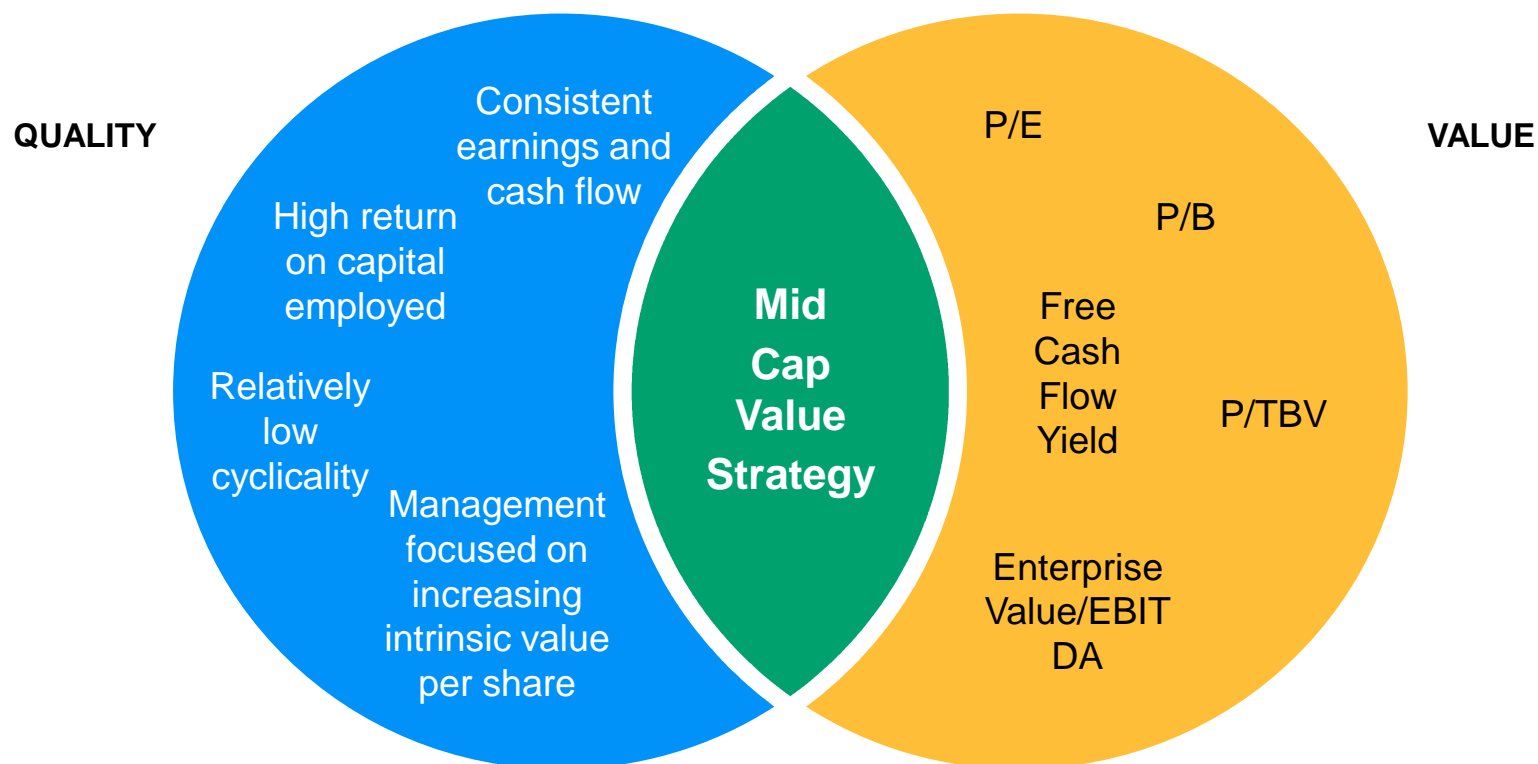 QUALITY
Consistent
earnings and
cash flow
High return
on capital
employed
Relatively
low
cyclicality
Management
focused on
increasing
intrinsic value
per share
Mid
Cap
Value
Strategy
VALUE
P/E
P/B
Free
Cash
Flow
Yield
P/TBV
Enterprise
Value/EBIT
DA